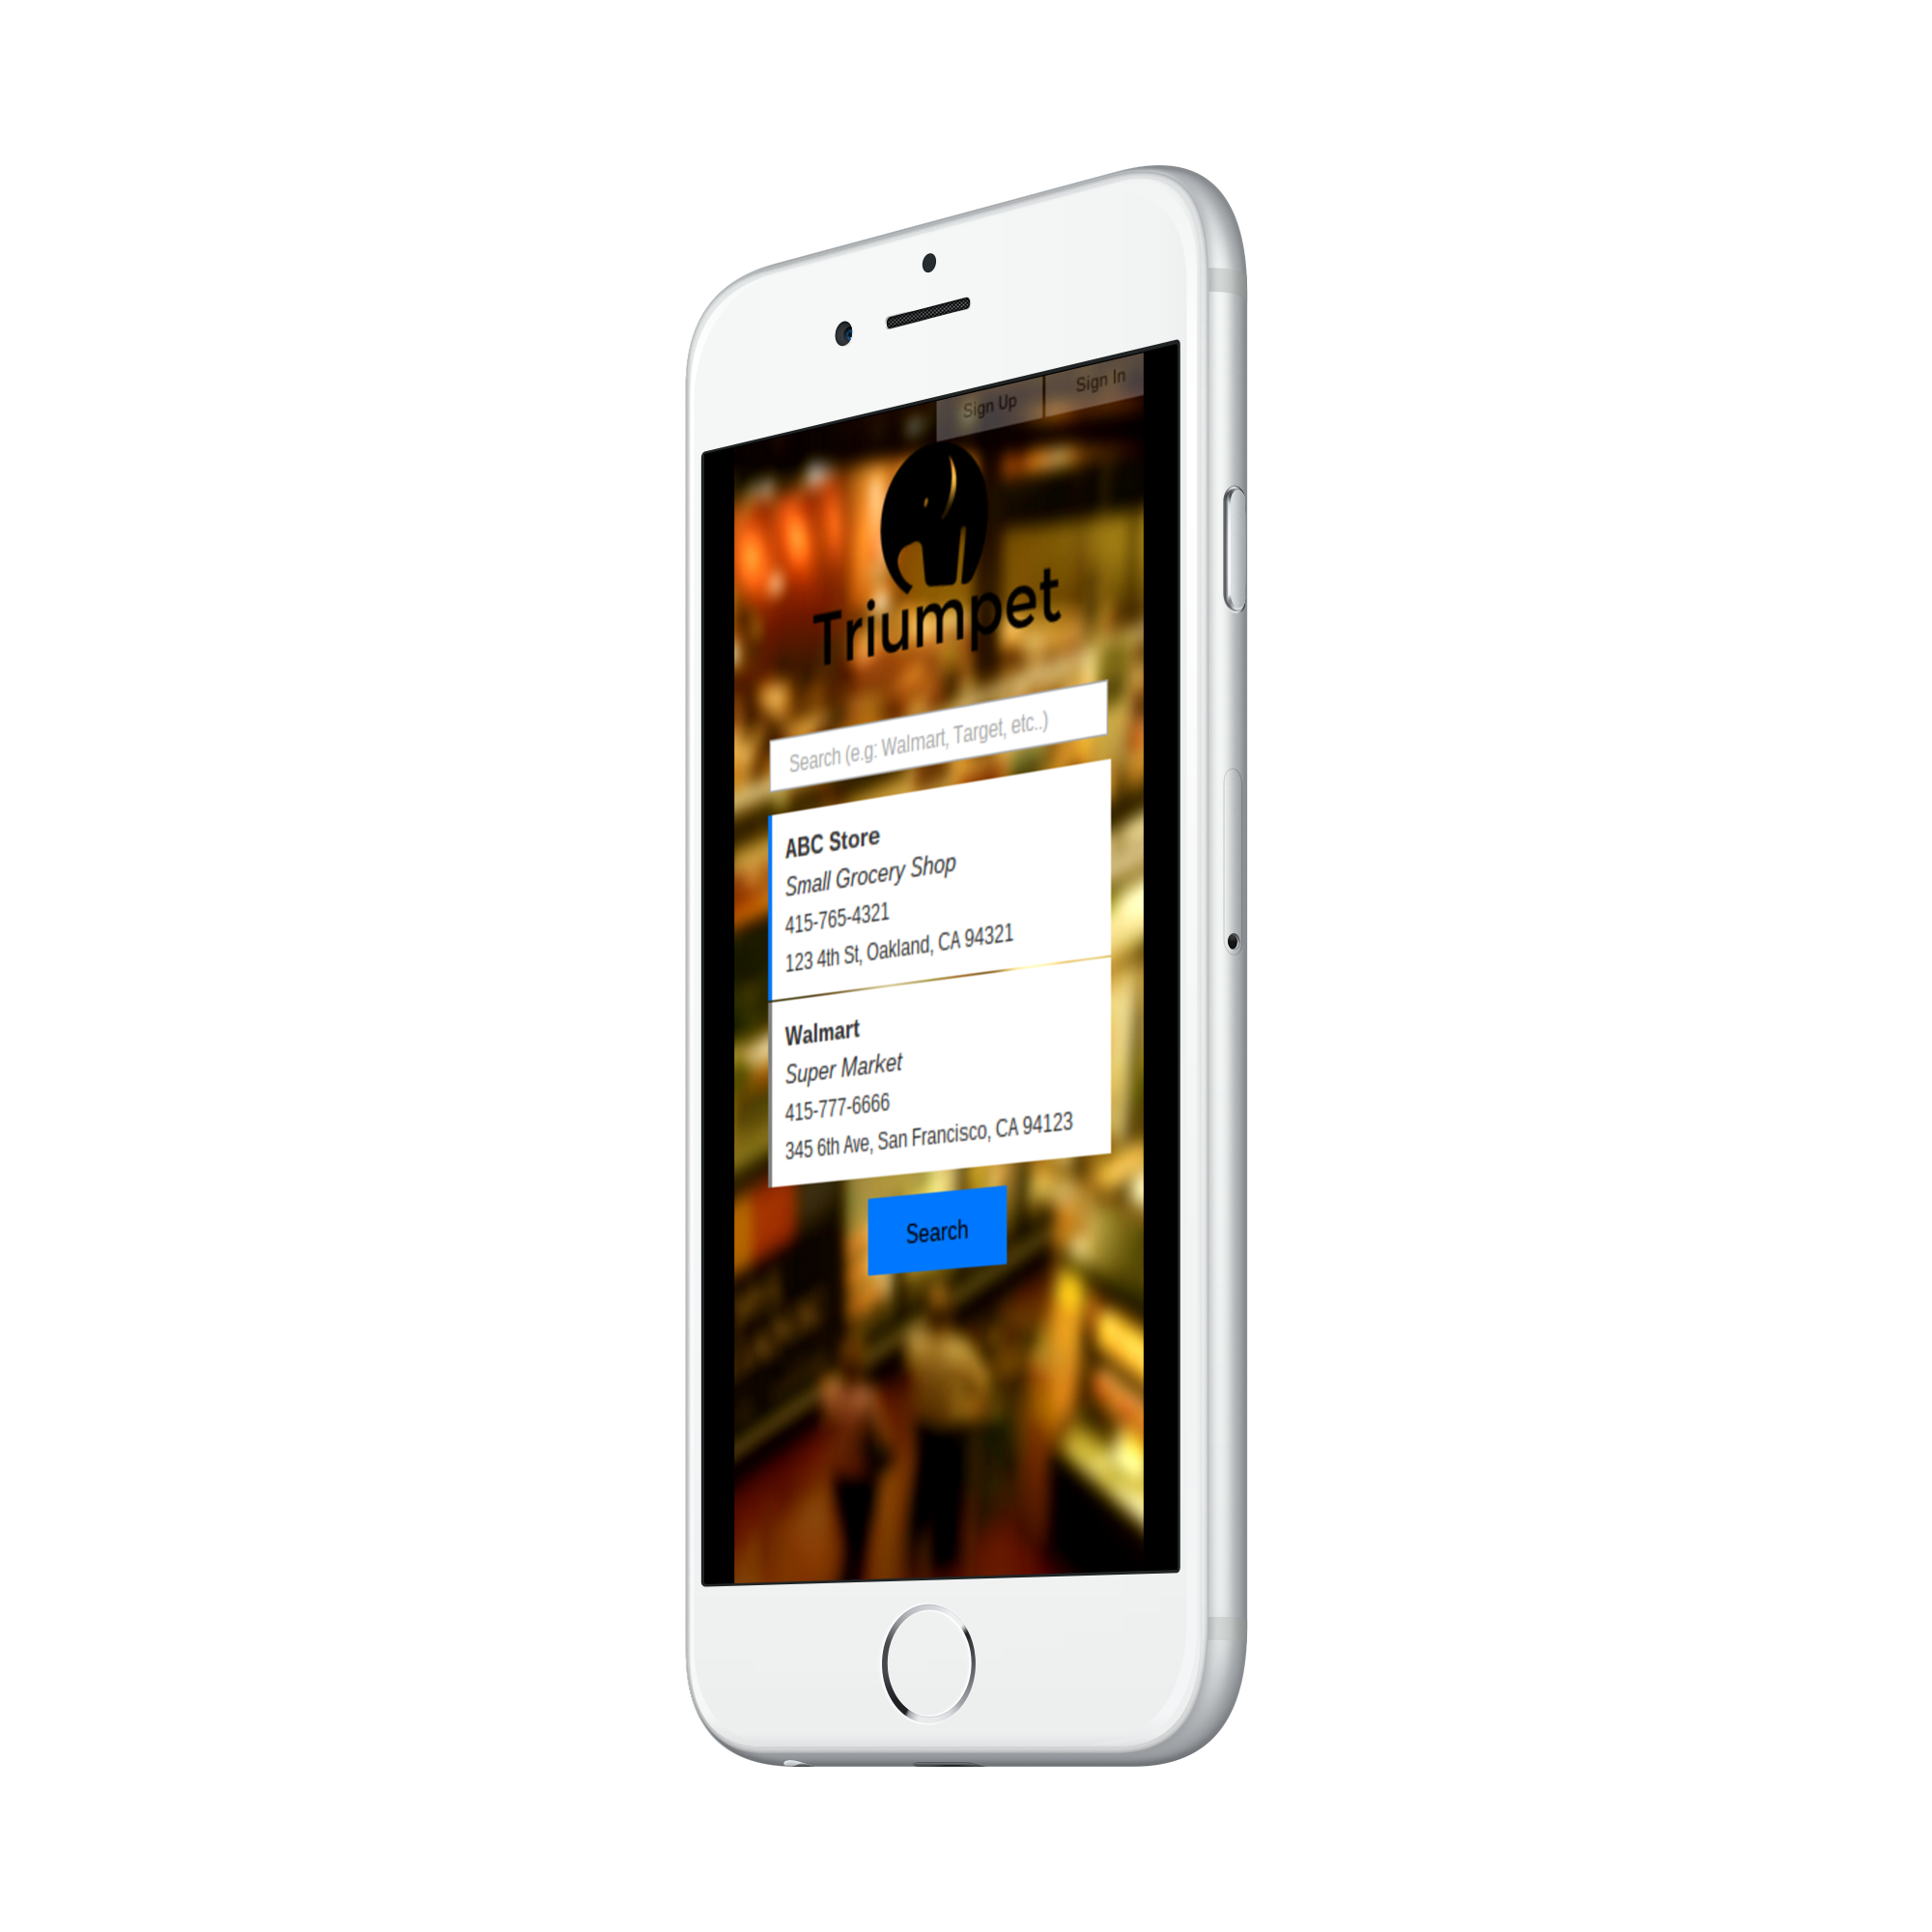 Sign Up Sign In
Triumpet
Search (e.g: Walmart, Target, etc..)
ABC Store
Small Grocery Shop
415-765-4321
123 4th St, Oakland, CA 94321
Walmart
Super Market
415-777-6666
345 6th Ave, San Francisco, CA 94123
Search